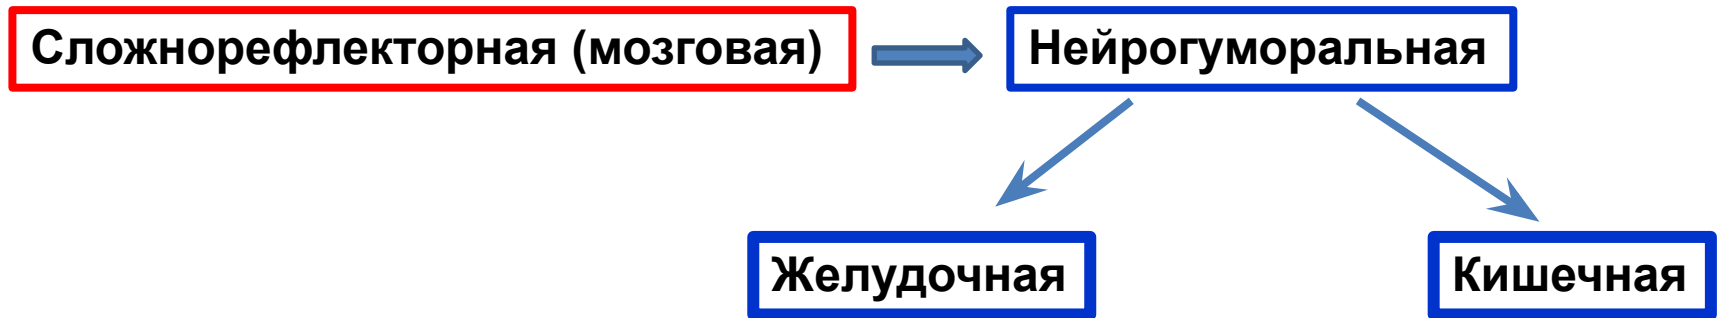 Сложнорефлекторная (мозговая)
Нейрогуморальная
Желудочная
Кишечная